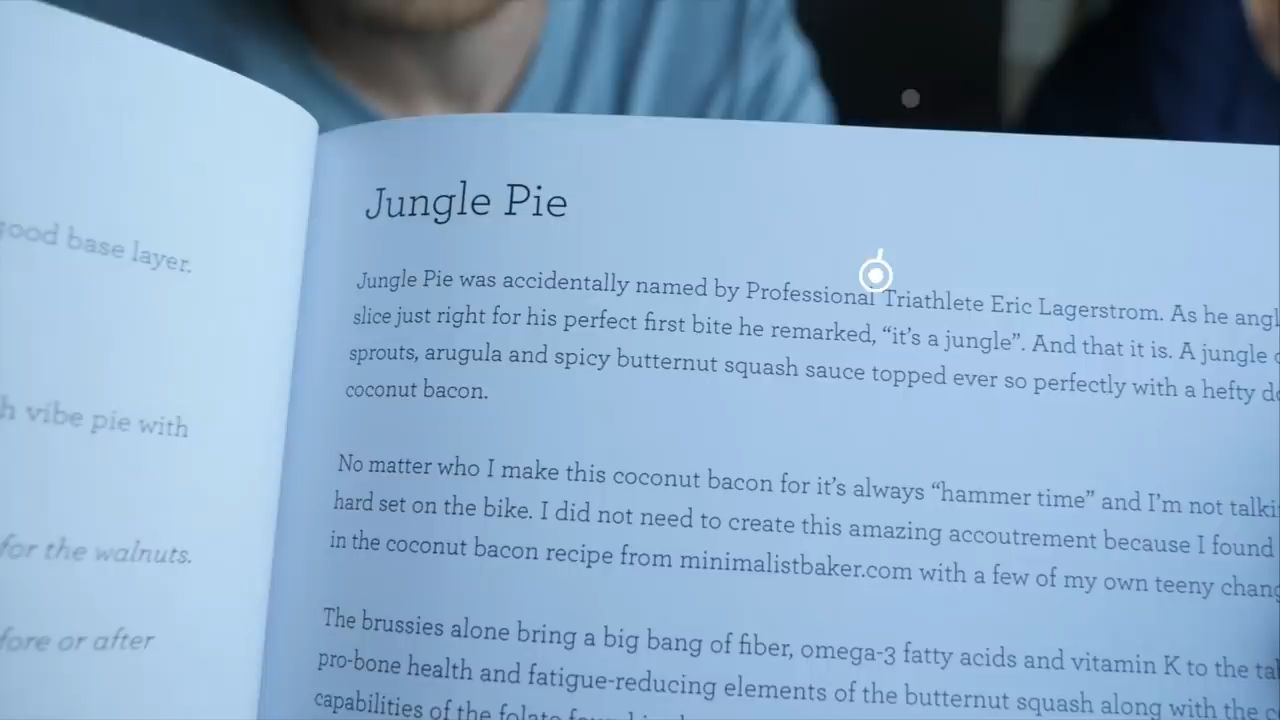 good base layer.
vibe pie with
for the walnuts.
or after
Jungle Pie
Jungle Pie was accidentally named by Professional Triathlete Eric Lagerstrom. As he
slice just right for his perfect first bite he remarked, “it’s a jungle”. And that it is. A jungle
sprouts, arugula and spicy butternut squash sauce topped ever so perfectly with a hefty
coconut bacon.
No matter who I make this coconut bacon for it’s always “hammer time” and I’m not
hard set on the bike. I did not need to create this amazing accoutrement because I found
in the coconut bacon recipe from minimalistbaker.com with a few of my own teeny
The brussies alone bring a big bang of fiber, omega-3 fatty acids and vitamin K to the
pro-bone health and fatigue-reducing elements of the butternut squash along with the
capabilities of the folate